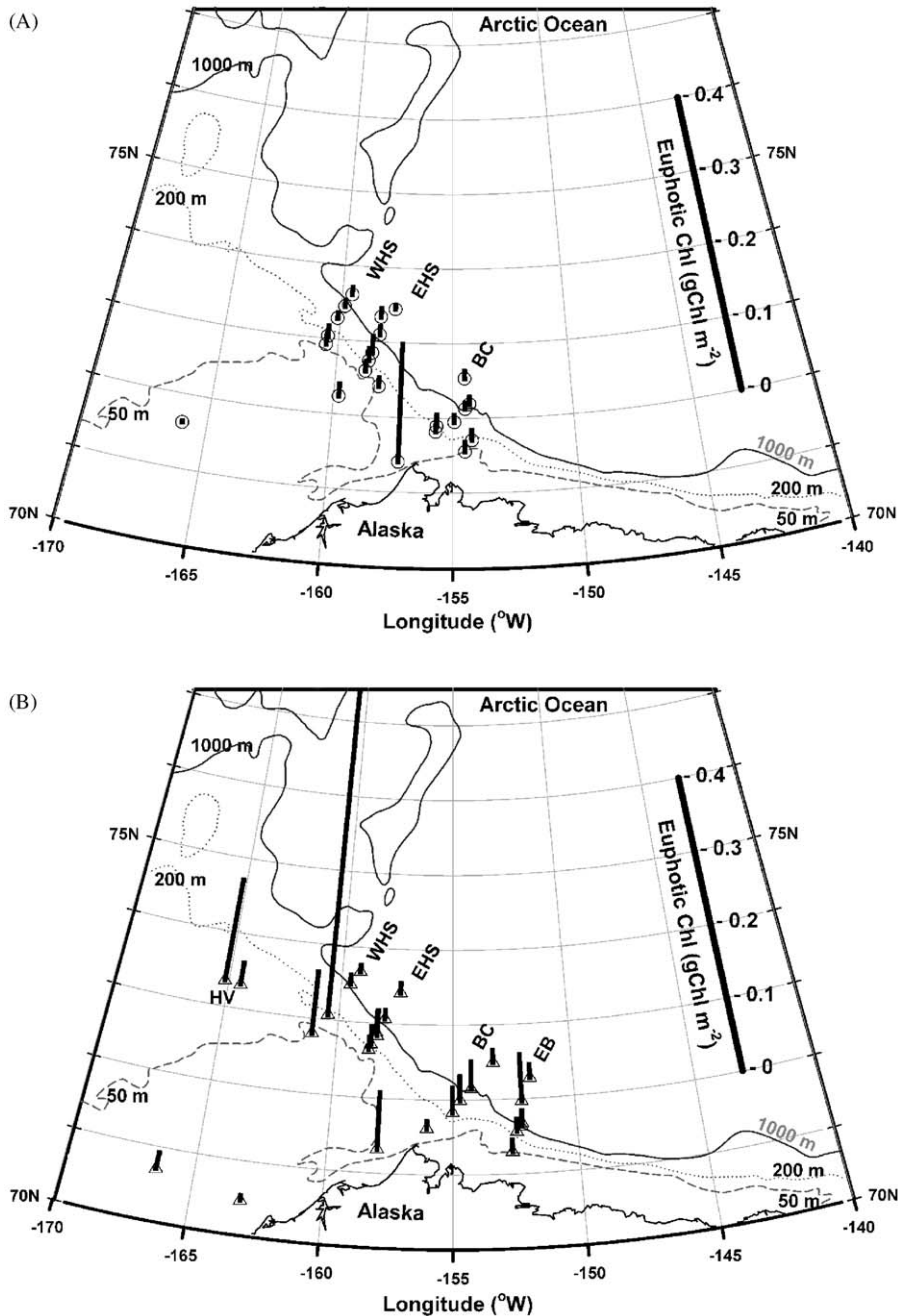 (A)
Arctic Ocean
1000 m
- 0.4
75N
75N
- 0.3
Euphotic Chl (gChl m-2)
200 m
- 0.2
WHS
EHS
- 0.1
BC
- 0
50 m
1000 m
200 m
50 m
70N
Alaska
70N
-170
-140
-165
-145
-160
-155
-150
Longitude (oW)
(B)
Arctic Ocean
1000 m
- 0.4
75N
75N
- 0.3
Euphotic Chl (gChl m-2)
200 m
- 0.2
WHS
EHS
HV
- 0.1
BC
EB
- 0
50 m
1000 m
200 m
50 m
70N
Alaska
70N
-170
-140
-165
-145
-160
-155
-150
Longitude (oW)